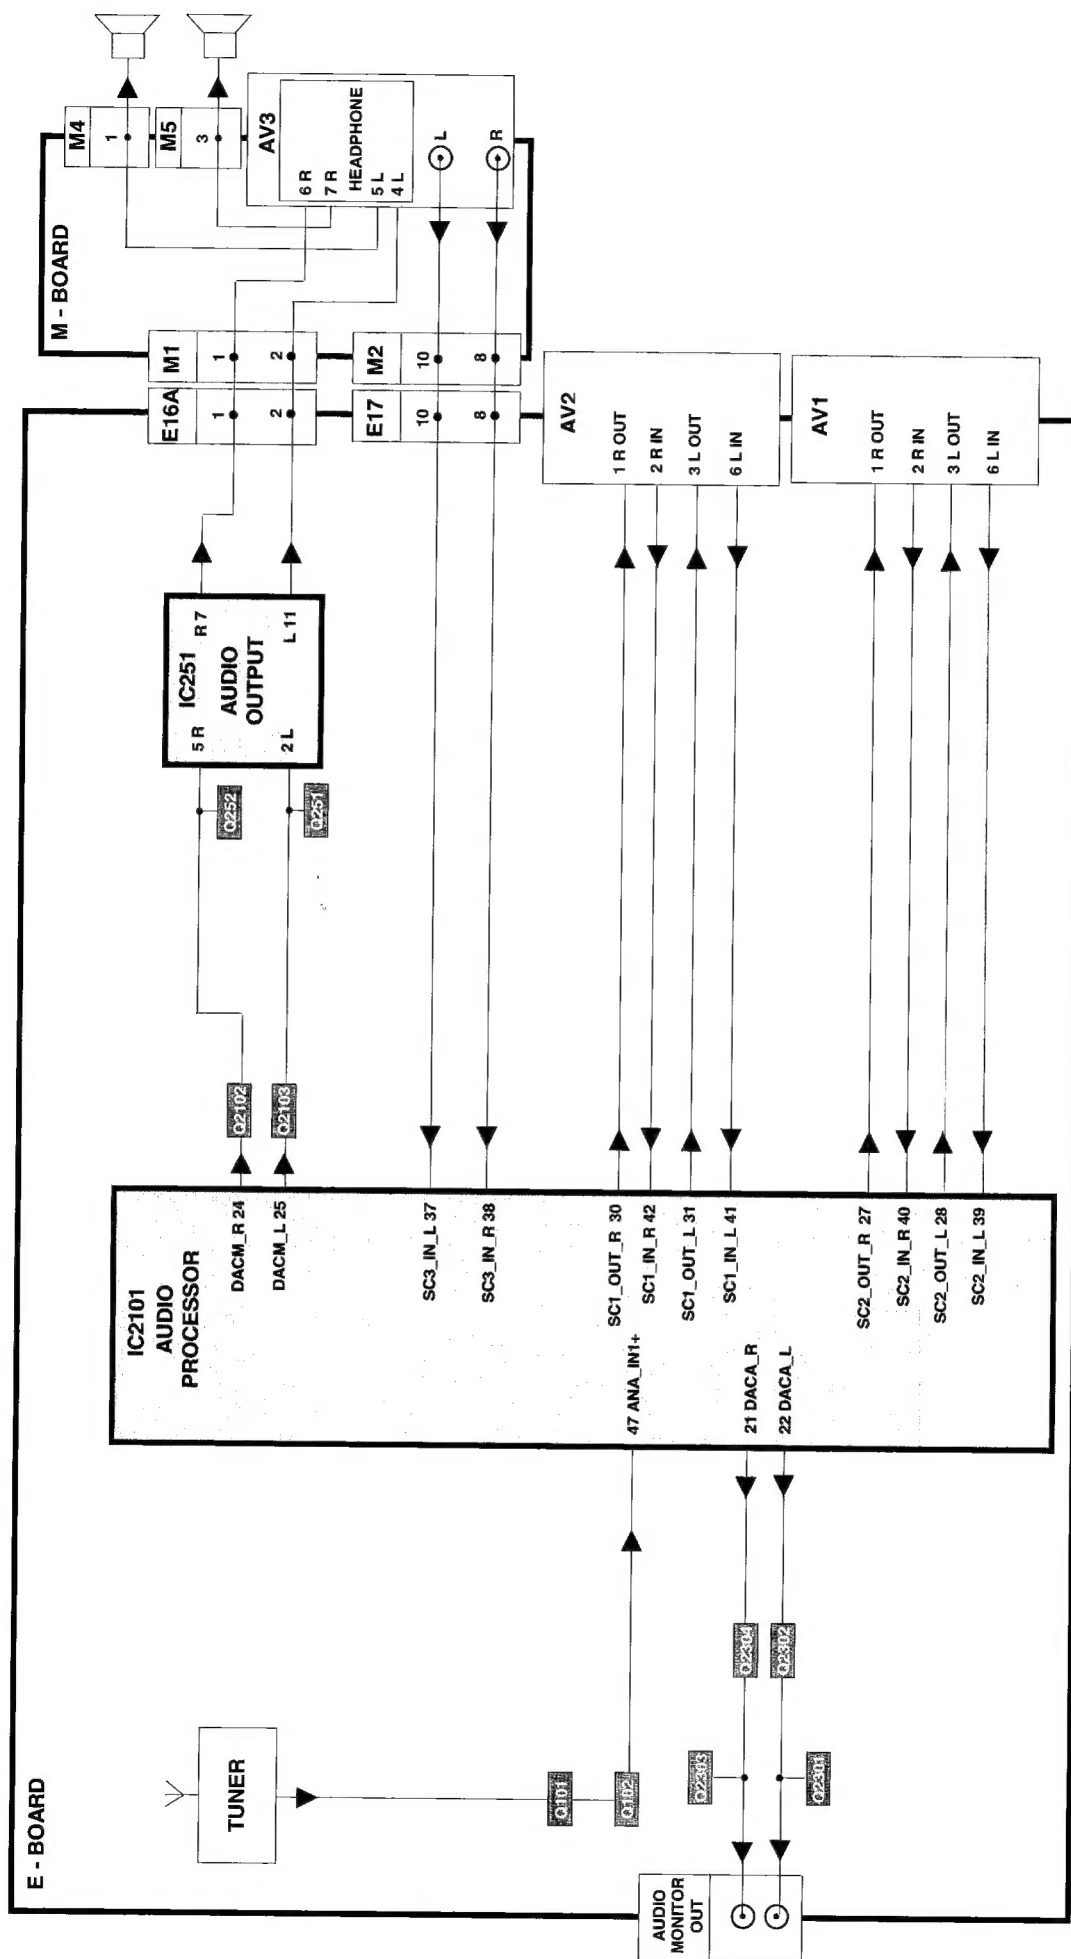 E - BOARD
TUNER
Q101
Q102
AUDIO
MONITOR
OUT
Q2303
Q2301
Q2304
Q2302
IC2101
AUDIO
PROCESSOR
47 ANA_IN1+
21 DACA_R
22 DACA_L
DACM_R 24
DACM_L 25
SC3_IN_L 37
SC3_IN_R 38
SC1_OUT_R 30
SC1_IN_R 42
SC1_OUT_L 31
SC1_IN_L 41
SC2_OUT_R 27
SC2_IN_R 40
SC2_OUT_L 28
SC2_IN_L 39
Q2102
Q2103
Q252
Q251
IC251
AUDIO
OUTPUT
5 R
2 L
R 7
L 11
E16A
1
2
E17
10
8
M1
1
2
M2
10
8
AV2
1 R OUT
2 R IN
3 L OUT
6 L IN
AV1
1 R OUT
2 R IN
3 L OUT
6 L IN
M - BOARD
M4
1
M5
3
AV3
6 R
7 R
HEADPHONE
5 L
4 L
L
R